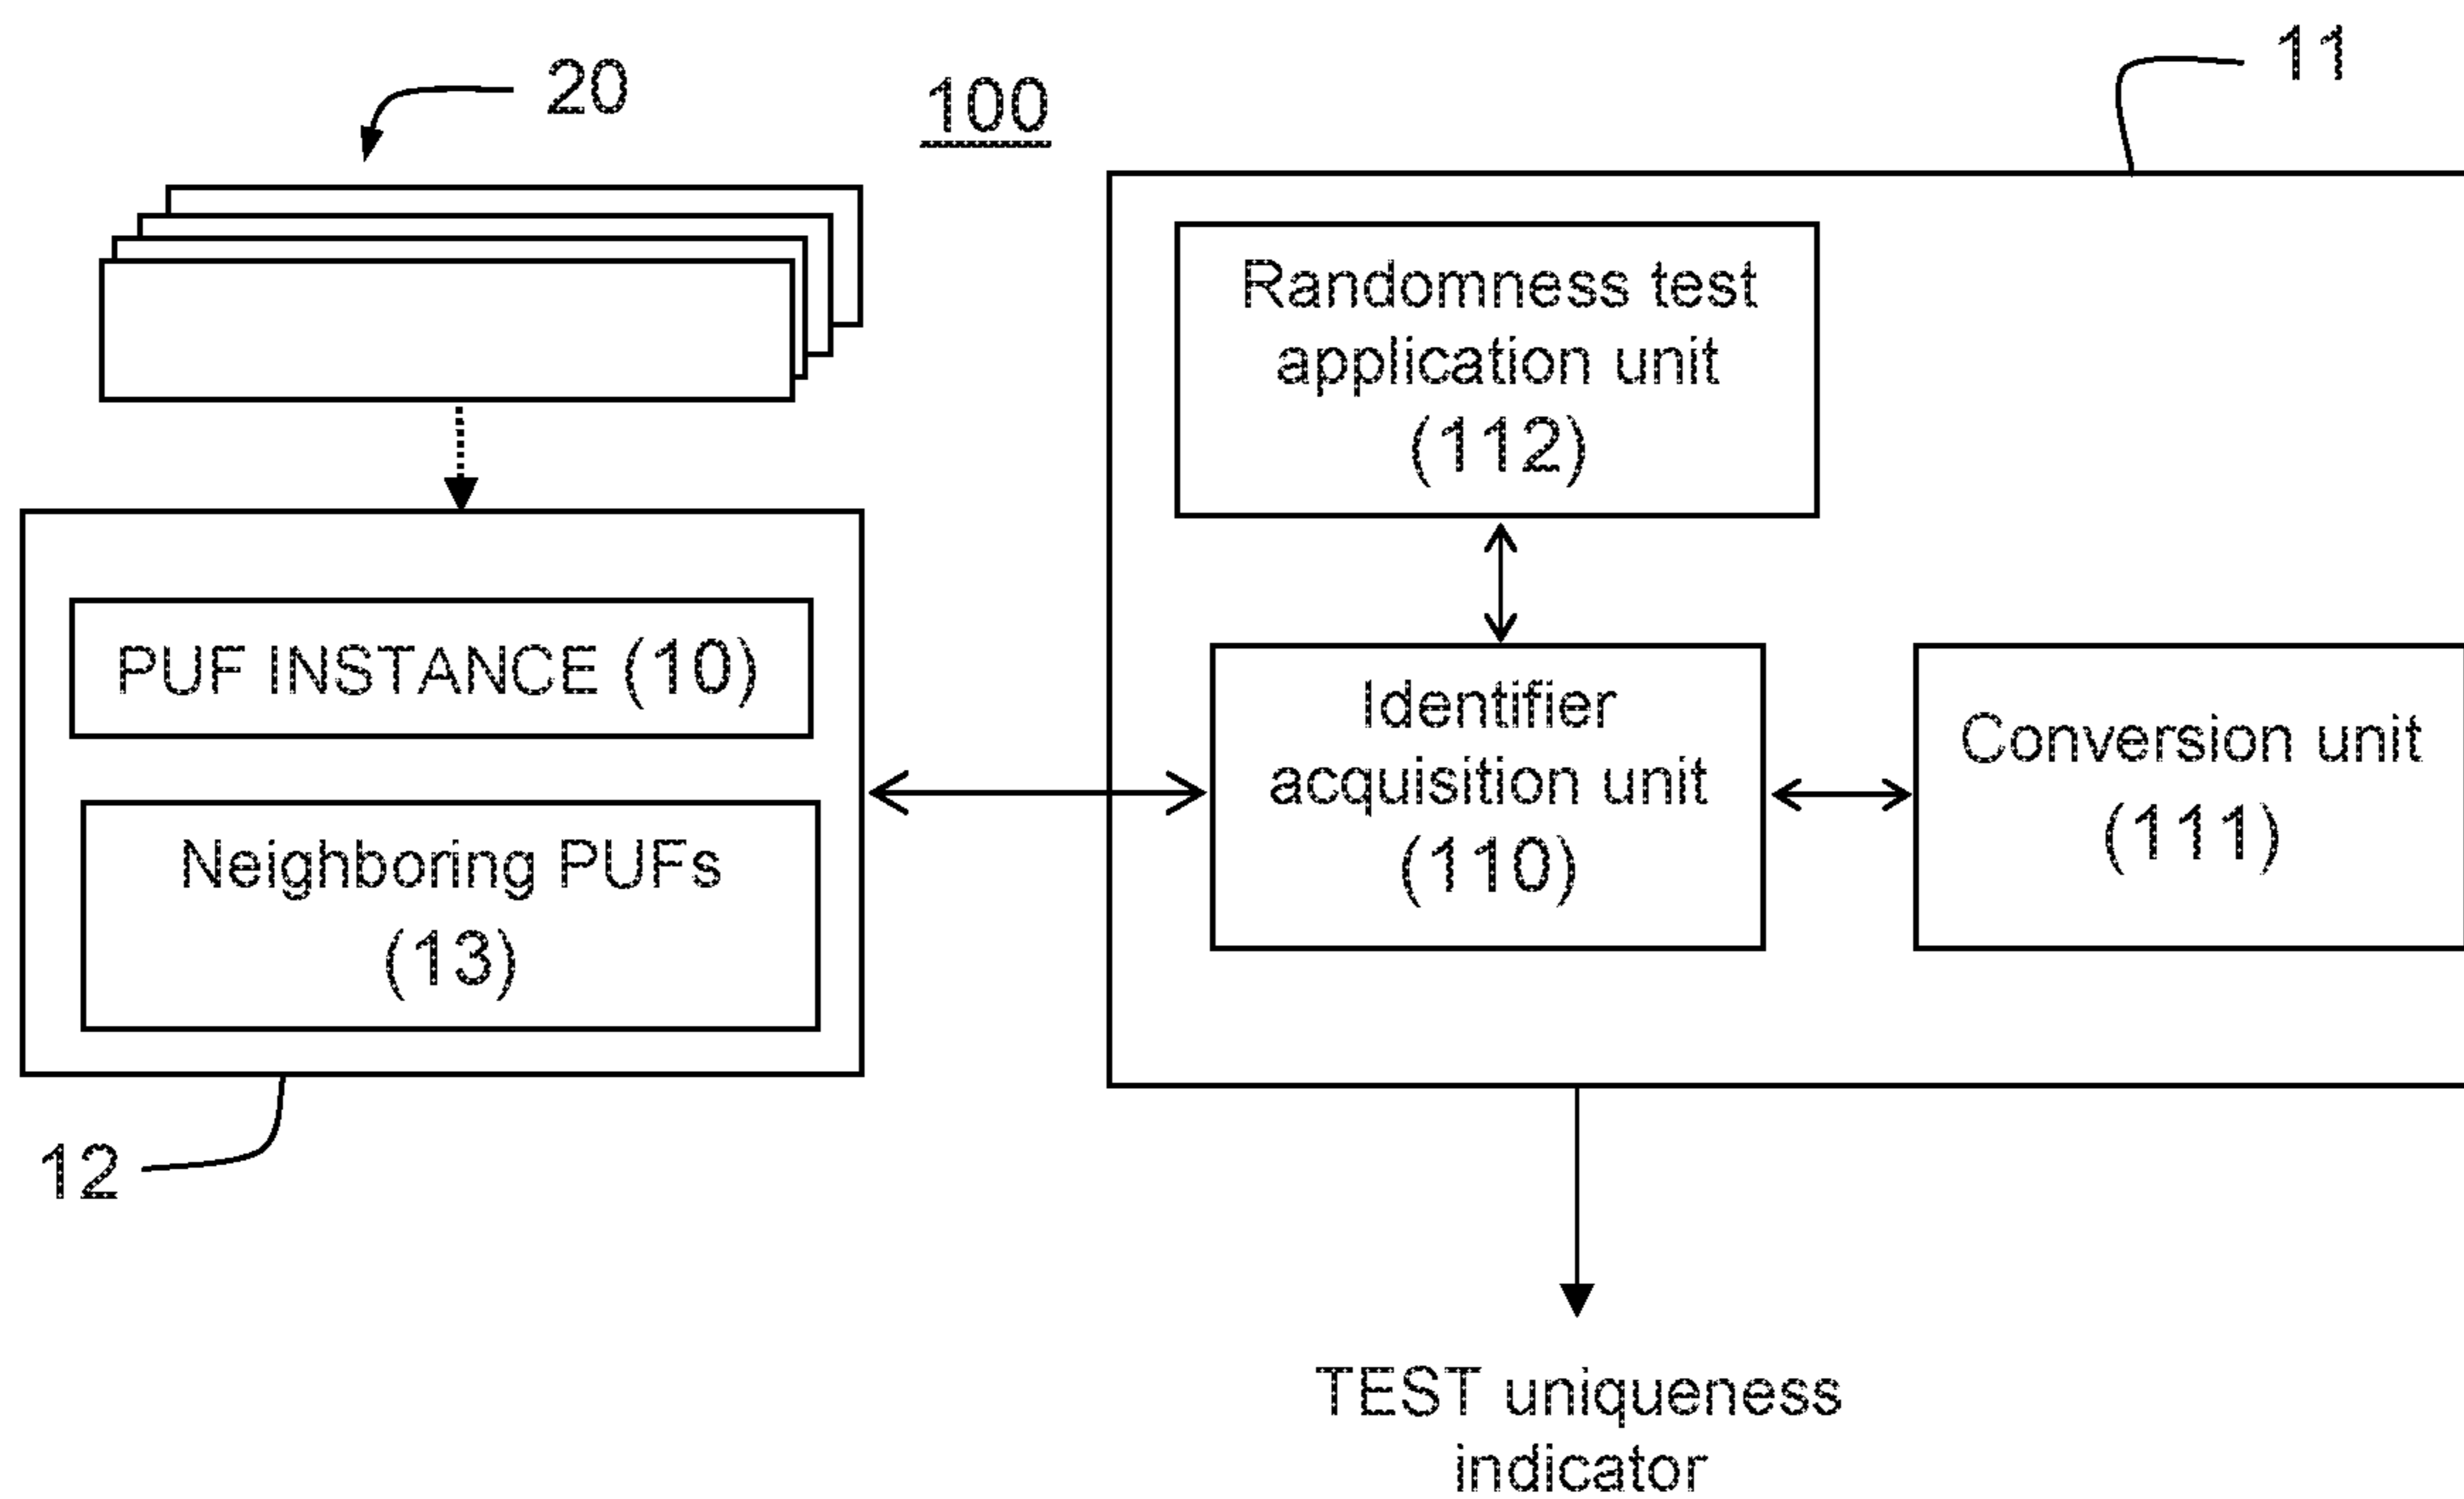 20
100
11
Randomness test
application unit
(112)
PUF INSTANCE (10)
Identifier
acquisition unit
(110)
Conversion unit
(111)
Neighboring PUFs
(13)
12
TEST uniqueness
indicator